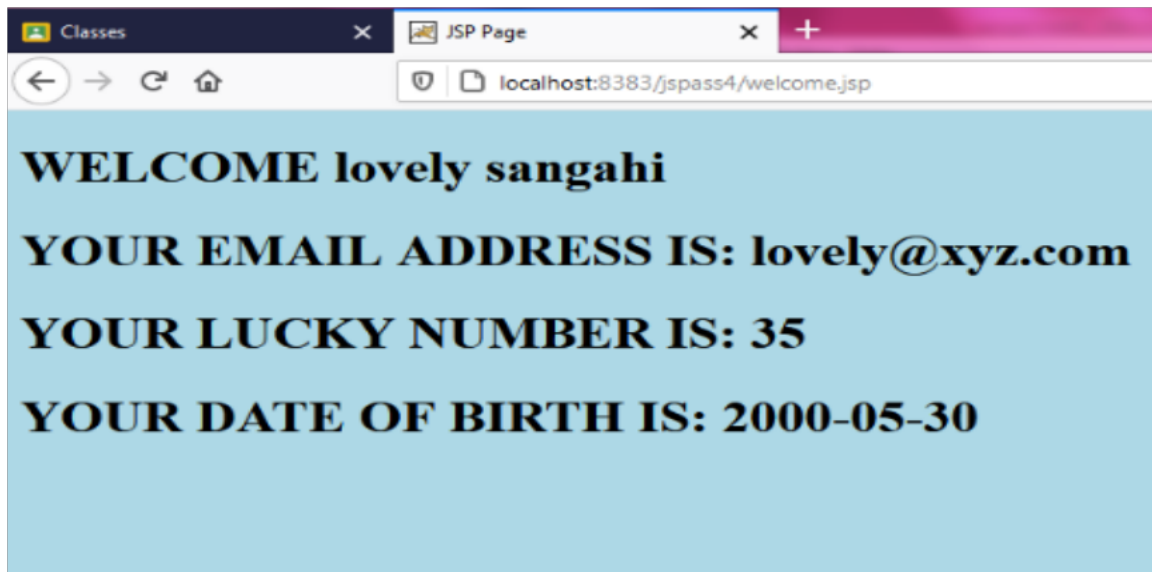 Classes JSP Page
localhost:8383/jspass4/welcome.jsp
WELCOME lovely sangahi
YOUR EMAIL ADDRESS IS: lovely@xyz.com
YOUR LUCKY NUMBER IS: 35
YOUR DATE OF BIRTH IS: 2000-05-30